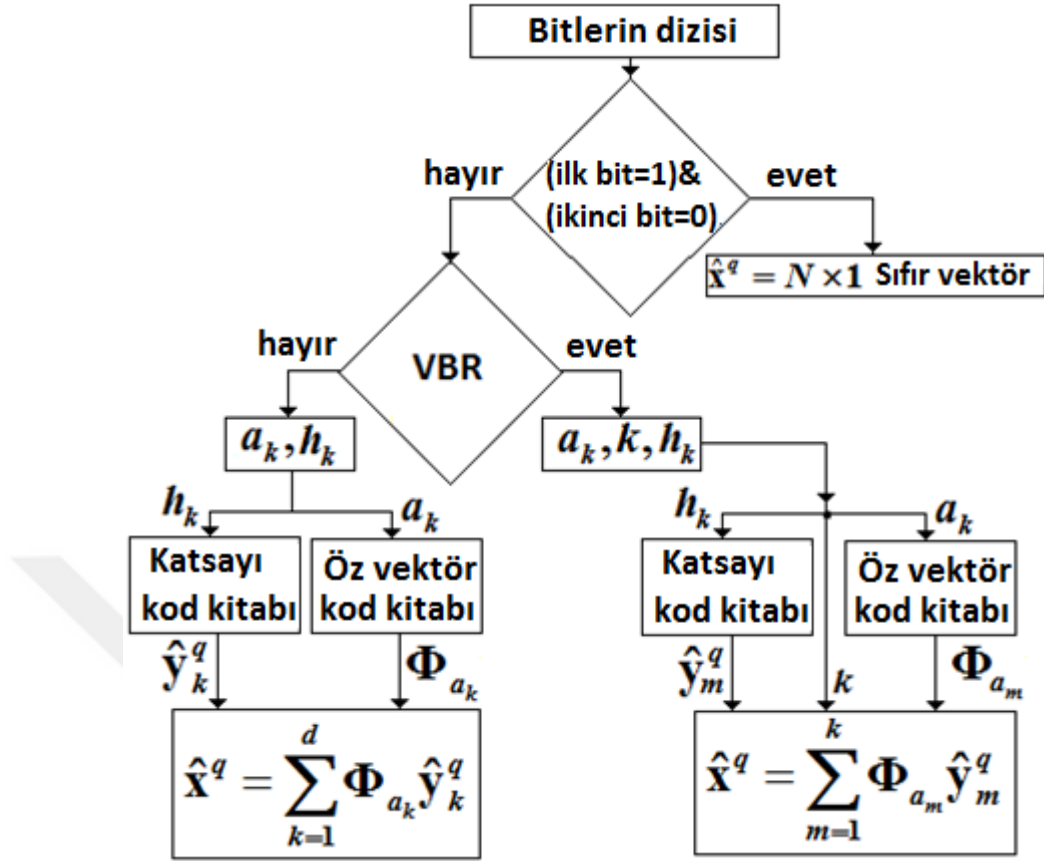 Bitlerin dizisi
hayır
(ilk bit=1)&
(ikinci bit=0)
evet
x̂^q = N × 1 Sıfır vektör
hayır
VBR
evet
a_k, h_k
a_k, k, h_k
h_k
a_k
h_k
a_k
Katsayı
kod kitabı
Öz vektör
kod kitabı
Katsayı
kod kitabı
Öz vektör
kod kitabı
ŷ_k^q
Φ_{a_k}
ŷ_m^q
k
Φ_{a_m}
x̂^q = ∑_{k=1}^{d} Φ_{a_k} ŷ_k^q
x̂^q = ∑_{m=1}^{k} Φ_{a_m} ŷ_m^q